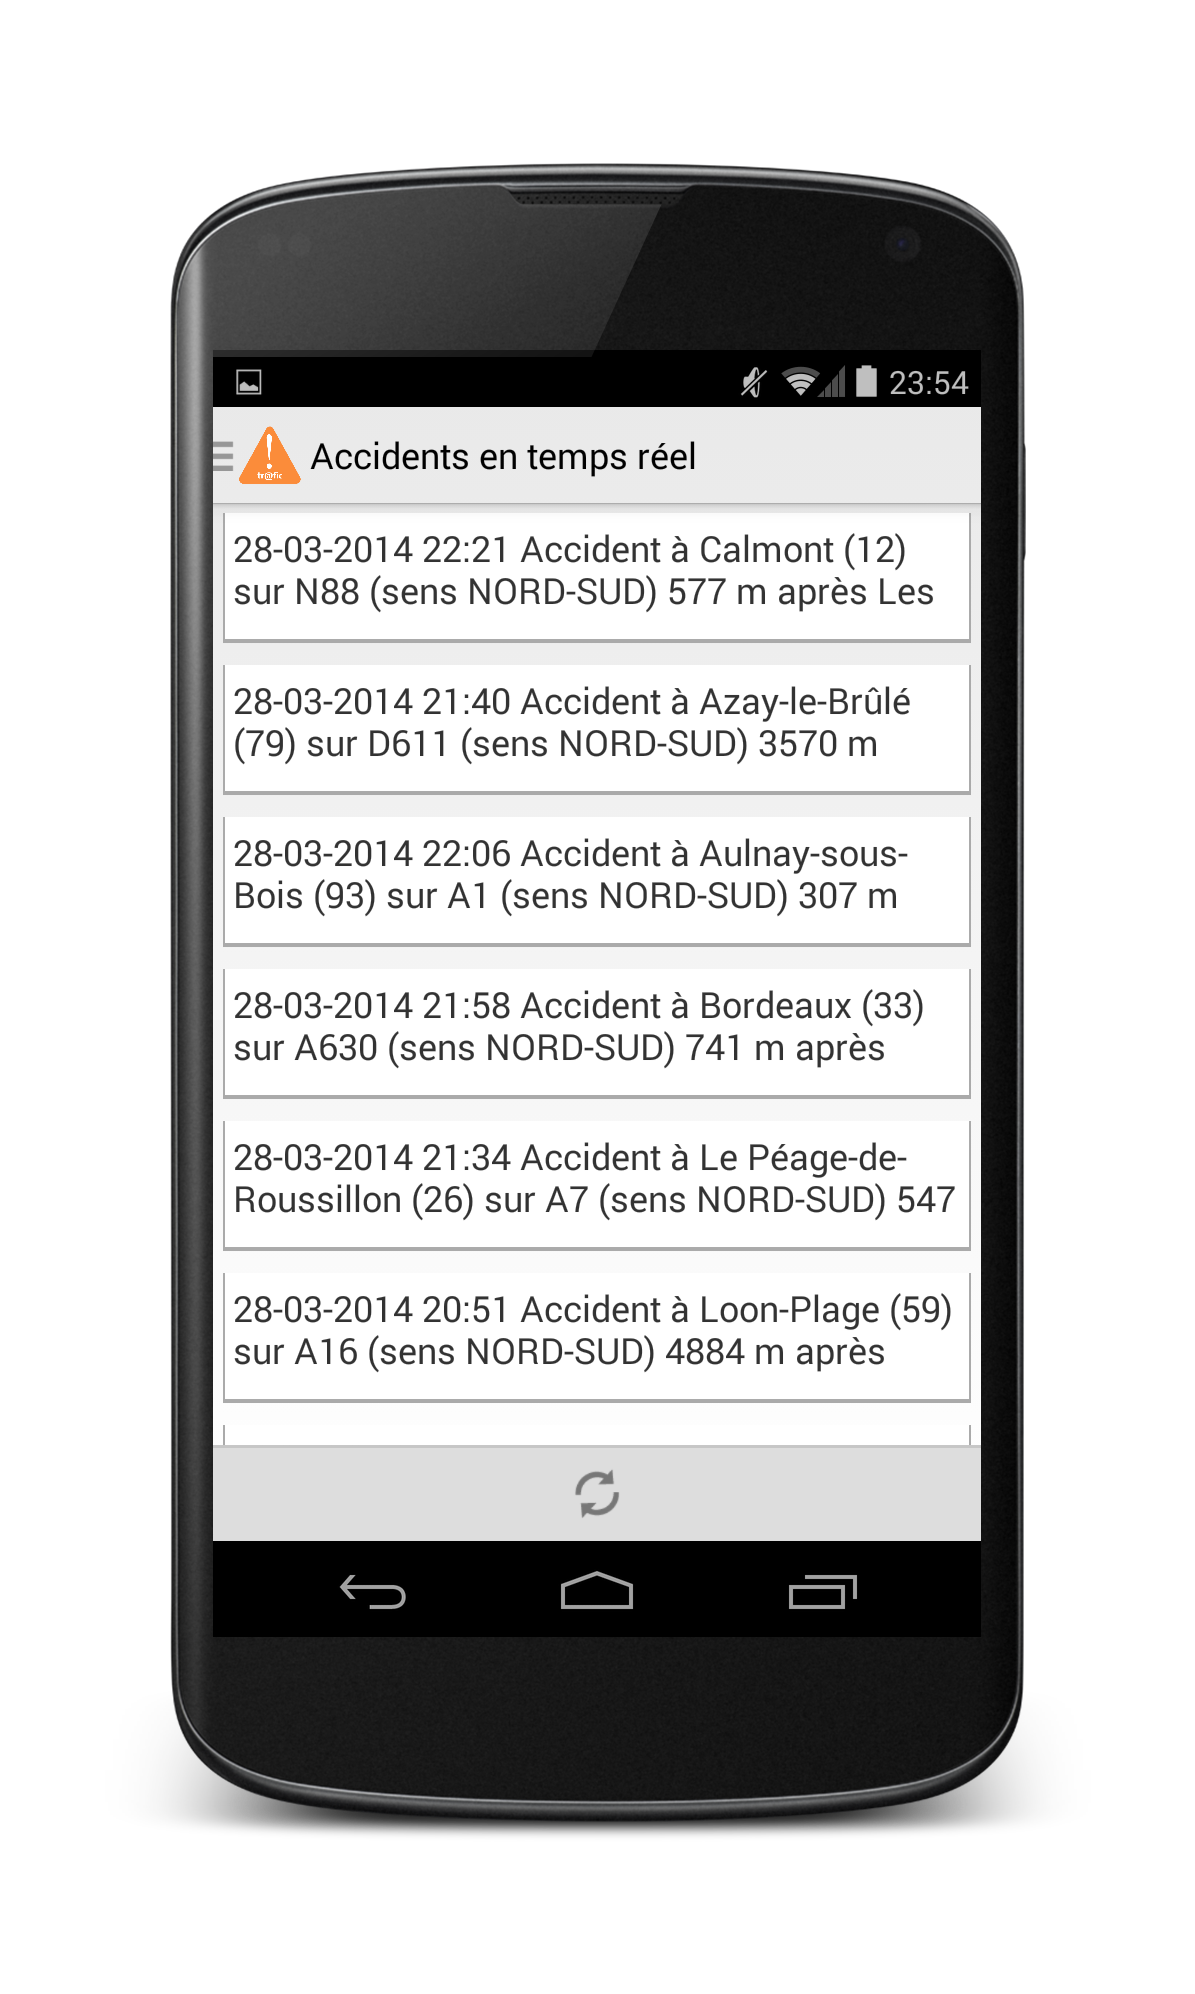 23:54
tr@fic
Accidents en temps réel
28-03-2014 22:21 Accident à Calmont (12)
sur N88 (sens NORD-SUD) 577 m après Les
28-03-2014 21:40 Accident à Azay-le-Brûlé
(79) sur D611 (sens NORD-SUD) 3570 m
28-03-2014 22:06 Accident à Aulnay-sous-
Bois (93) sur A1 (sens NORD-SUD) 307 m
28-03-2014 21:58 Accident à Bordeaux (33)
sur A630 (sens NORD-SUD) 741 m après
28-03-2014 21:34 Accident à Le Péage-de-
Roussillon (26) sur A7 (sens NORD-SUD) 547
28-03-2014 20:51 Accident à Loon-Plage (59)
sur A16 (sens NORD-SUD) 4884 m après